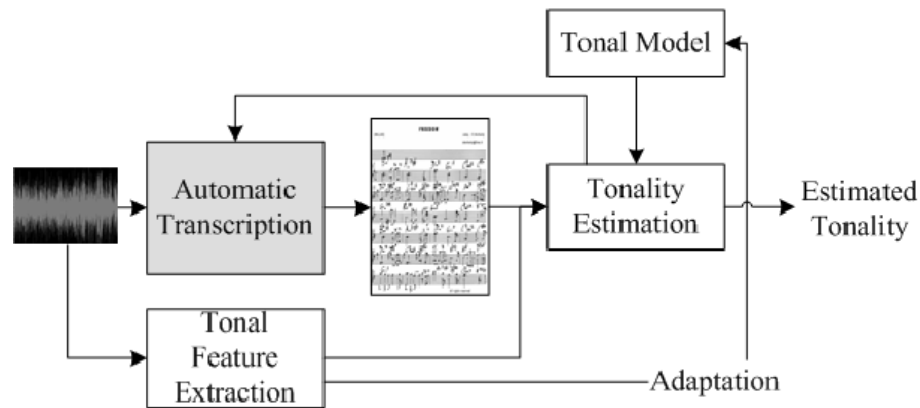 Tonal Model
Automatic
Transcription
Tonality
Estimation
Estimated
Tonality
Tonal
Feature
Extraction
Adaptation